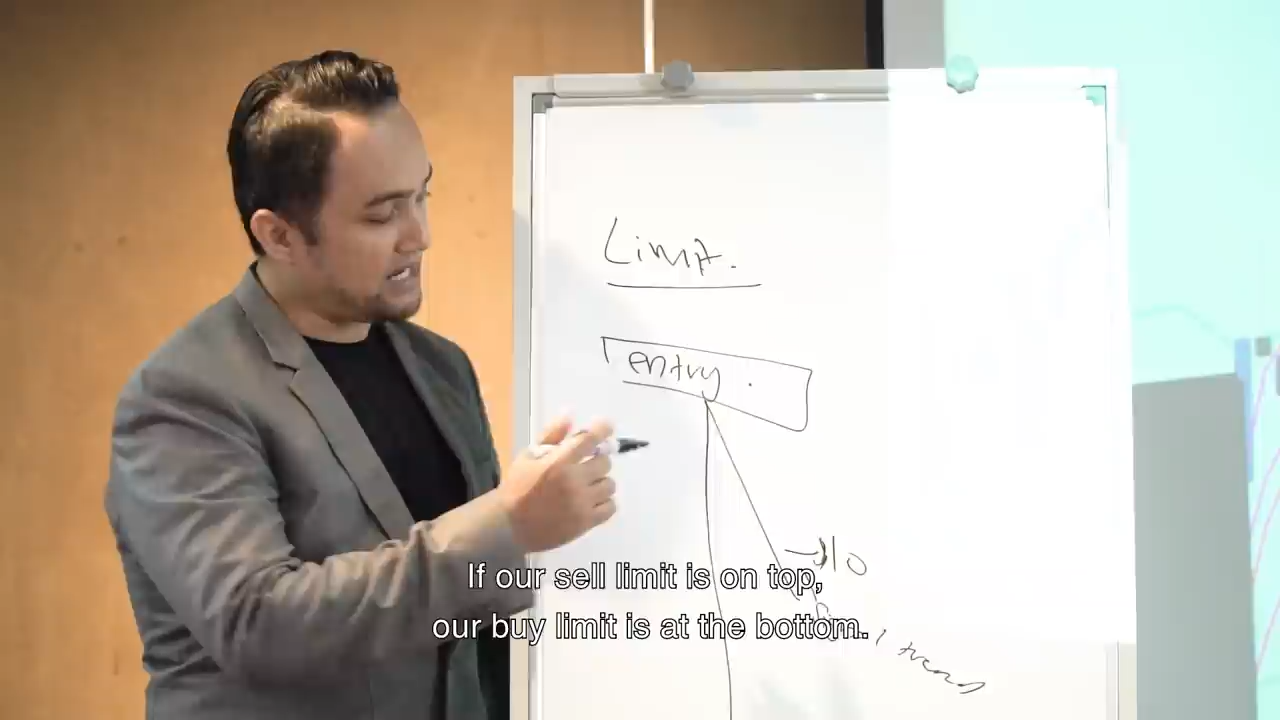 Limit.
entry.
If our sell limit is on top,
our buy limit is at the bottom.